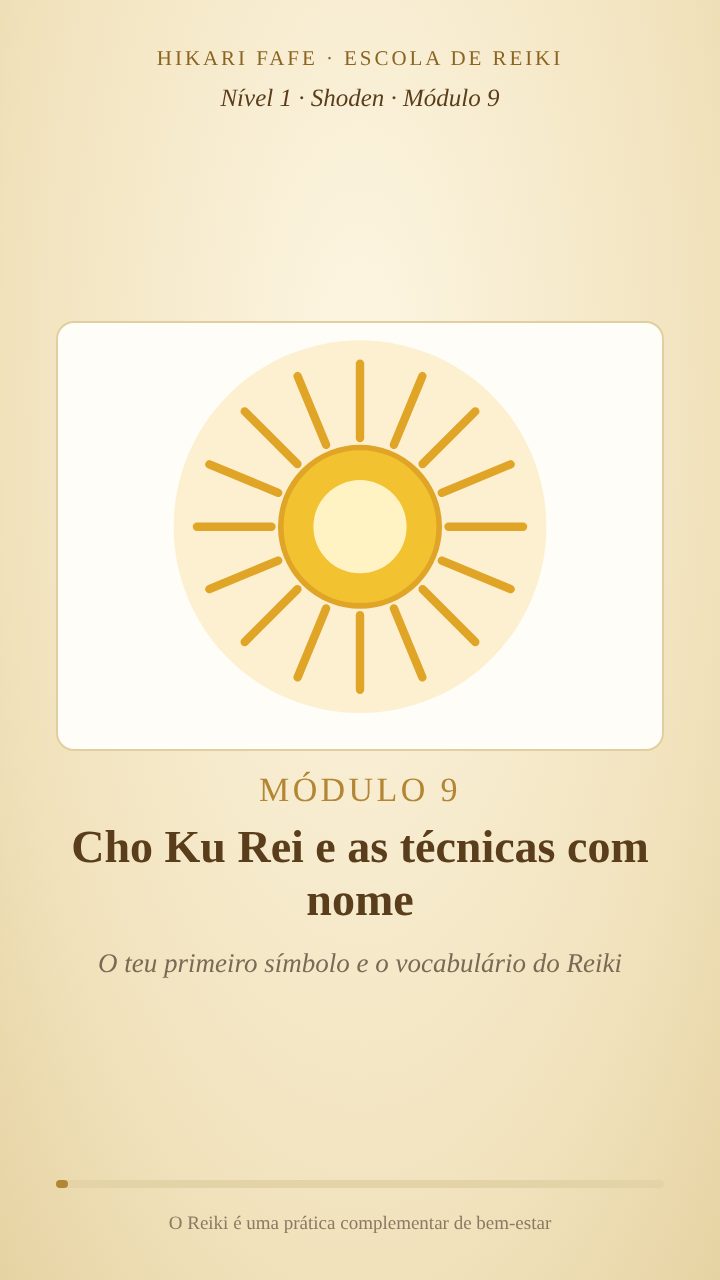 HIKARI FAFE · ESCOLA DE REIKI
Nível 1 · Shoden · Módulo 9
MÓDULO 9
Cho Ku Rei e as técnicas com
nome
O teu primeiro símbolo e o vocabulário do Reiki
O Reiki é uma prática complementar de bem-estar